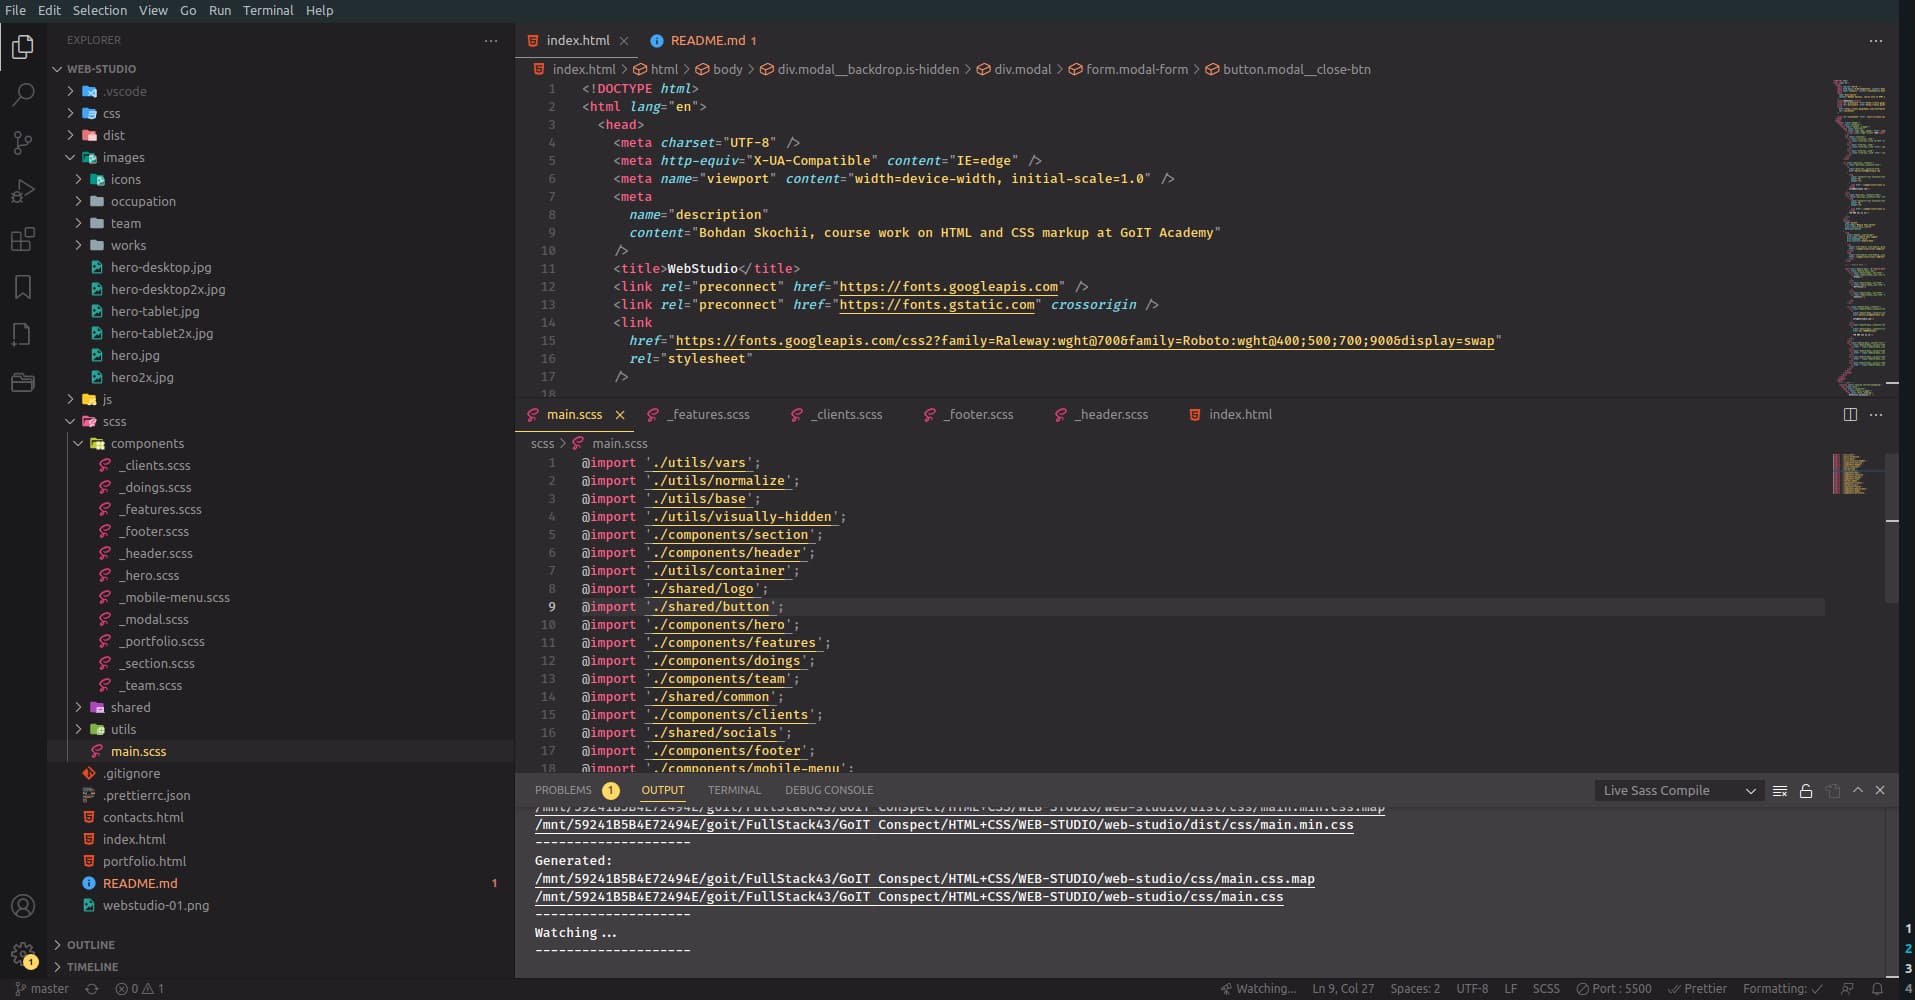 File Edit Selection View Go Run Terminal Help
EXPLORER
WEB-STUDIO
.vscode
css
dist
images
icons
occupation
team
works
hero-desktop.jpg
hero-desktop2x.jpg
hero-tablet.jpg
hero-tablet2x.jpg
hero.jpg
hero2x.jpg
js
scss
components
_clients.scss
_doings.scss
_features.scss
_footer.scss
_header.scss
_hero.scss
_mobile-menu.scss
_modal.scss
_portfolio.scss
_section.scss
_team.scss
shared
utils
main.scss
.gitignore
.prettierrc.json
contacts.html
index.html
portfolio.html
README.md 1
webstudio-01.png
OUTLINE
TIMELINE
1
index.html README.md 1
index.html > html > body > div.modal__backdrop.is-hidden > div.modal > form.modal-form > button.modal__close-btn
1 <!DOCTYPE html>
2 <html lang="en">
3 <head>
4 <meta charset="UTF-8" />
5 <meta http-equiv="X-UA-Compatible" content="IE=edge" />
6 <meta name="viewport" content="width=device-width, initial-scale=1.0" />
7 <meta
8 name="description"
9 content="Bohdan Skochii, course work on HTML and CSS markup at GoIT Academy"
10 />
11 <title>WebStudio</title>
12 <link rel="preconnect" href="https://fonts.googleapis.com" />
13 <link rel="preconnect" href="https://fonts.gstatic.com" crossorigin />
14 <link
15 href="https://fonts.googleapis.com/css2?family=Raleway:wght@700&family=Roboto:wght@400;500;700;900&display=swap"
16 rel="stylesheet"
17 />
18
main.scss _features.scss _clients.scss _footer.scss _header.scss index.html
scss > main.scss
1 @import './utils/vars';
2 @import './utils/normalize';
3 @import './utils/base';
4 @import './utils/visually-hidden';
5 @import './components/section';
6 @import './components/header';
7 @import './utils/container';
8 @import './shared/logo';
9 @import './shared/button';
10 @import './components/hero';
11 @import './components/features';
12 @import './components/doings';
13 @import './components/team';
14 @import './shared/common';
15 @import './components/clients';
16 @import './shared/socials';
17 @import './components/footer';
18 @import './components/mobile-menu';
PROBLEMS 1 OUTPUT TERMINAL DEBUG CONSOLE Live Sass Compile
/mnt/59241B5B4E72494E/goit/FullStack43/GoIT Conspect/HTML+CSS/WEB-STUDIO/web-studio/dist/css/main.min.css.map
/mnt/59241B5B4E72494E/goit/FullStack43/GoIT Conspect/HTML+CSS/WEB-STUDIO/web-studio/dist/css/main.min.css
--------------------
Generated:
/mnt/59241B5B4E72494E/goit/FullStack43/GoIT Conspect/HTML+CSS/WEB-STUDIO/web-studio/css/main.css.map
/mnt/59241B5B4E72494E/goit/FullStack43/GoIT Conspect/HTML+CSS/WEB-STUDIO/web-studio/css/main.css
--------------------
Watching...
--------------------
master 0 1 Watching... Ln 9, Col 27 Spaces: 2 UTF-8 LF SCSS Port : 5500 Prettier Formatting: ✓
1
2
3
4